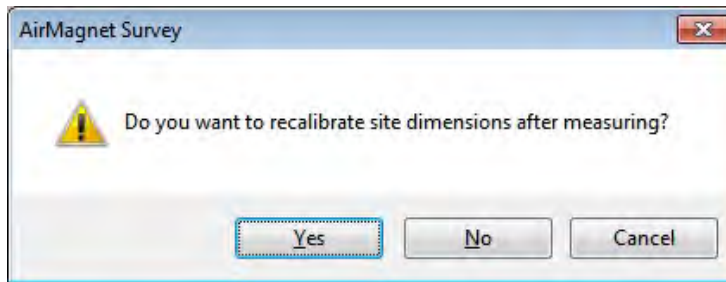 AirMagnet Survey
Do you want to recalibrate site dimensions after measuring?
Yes
No
Cancel